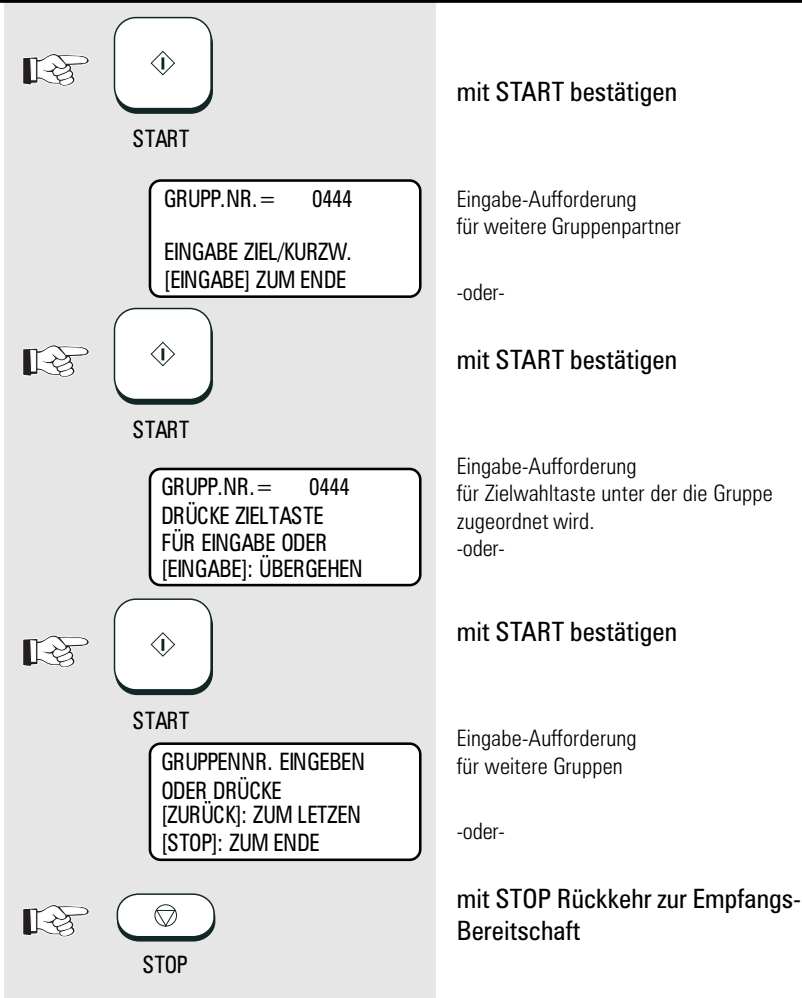 mit START bestätigen
START
GRUPP.NR.= 0444
EINGABE ZIEL/KURZW.
[EINGABE] ZUM ENDE
Eingabe-Aufforderung
für weitere Gruppenpartner
-oder-
mit START bestätigen
START
GRUPP.NR.= 0444
DRÜCKE ZIELTASTE
FÜR EINGABE ODER
[EINGABE]: ÜBERGEHEN
Eingabe-Aufforderung
für Zielwahltaste unter der die Gruppe
zugeordnet wird.
-oder-
mit START bestätigen
START
GRUPPENNR. EINGEBEN
ODER DRÜCKE
[ZURÜCK]: ZUM LETZEN
[STOP]: ZUM ENDE
Eingabe-Aufforderung
für weitere Gruppen
-oder-
mit STOP Rückkehr zur Empfangs-
Bereitschaft
STOP